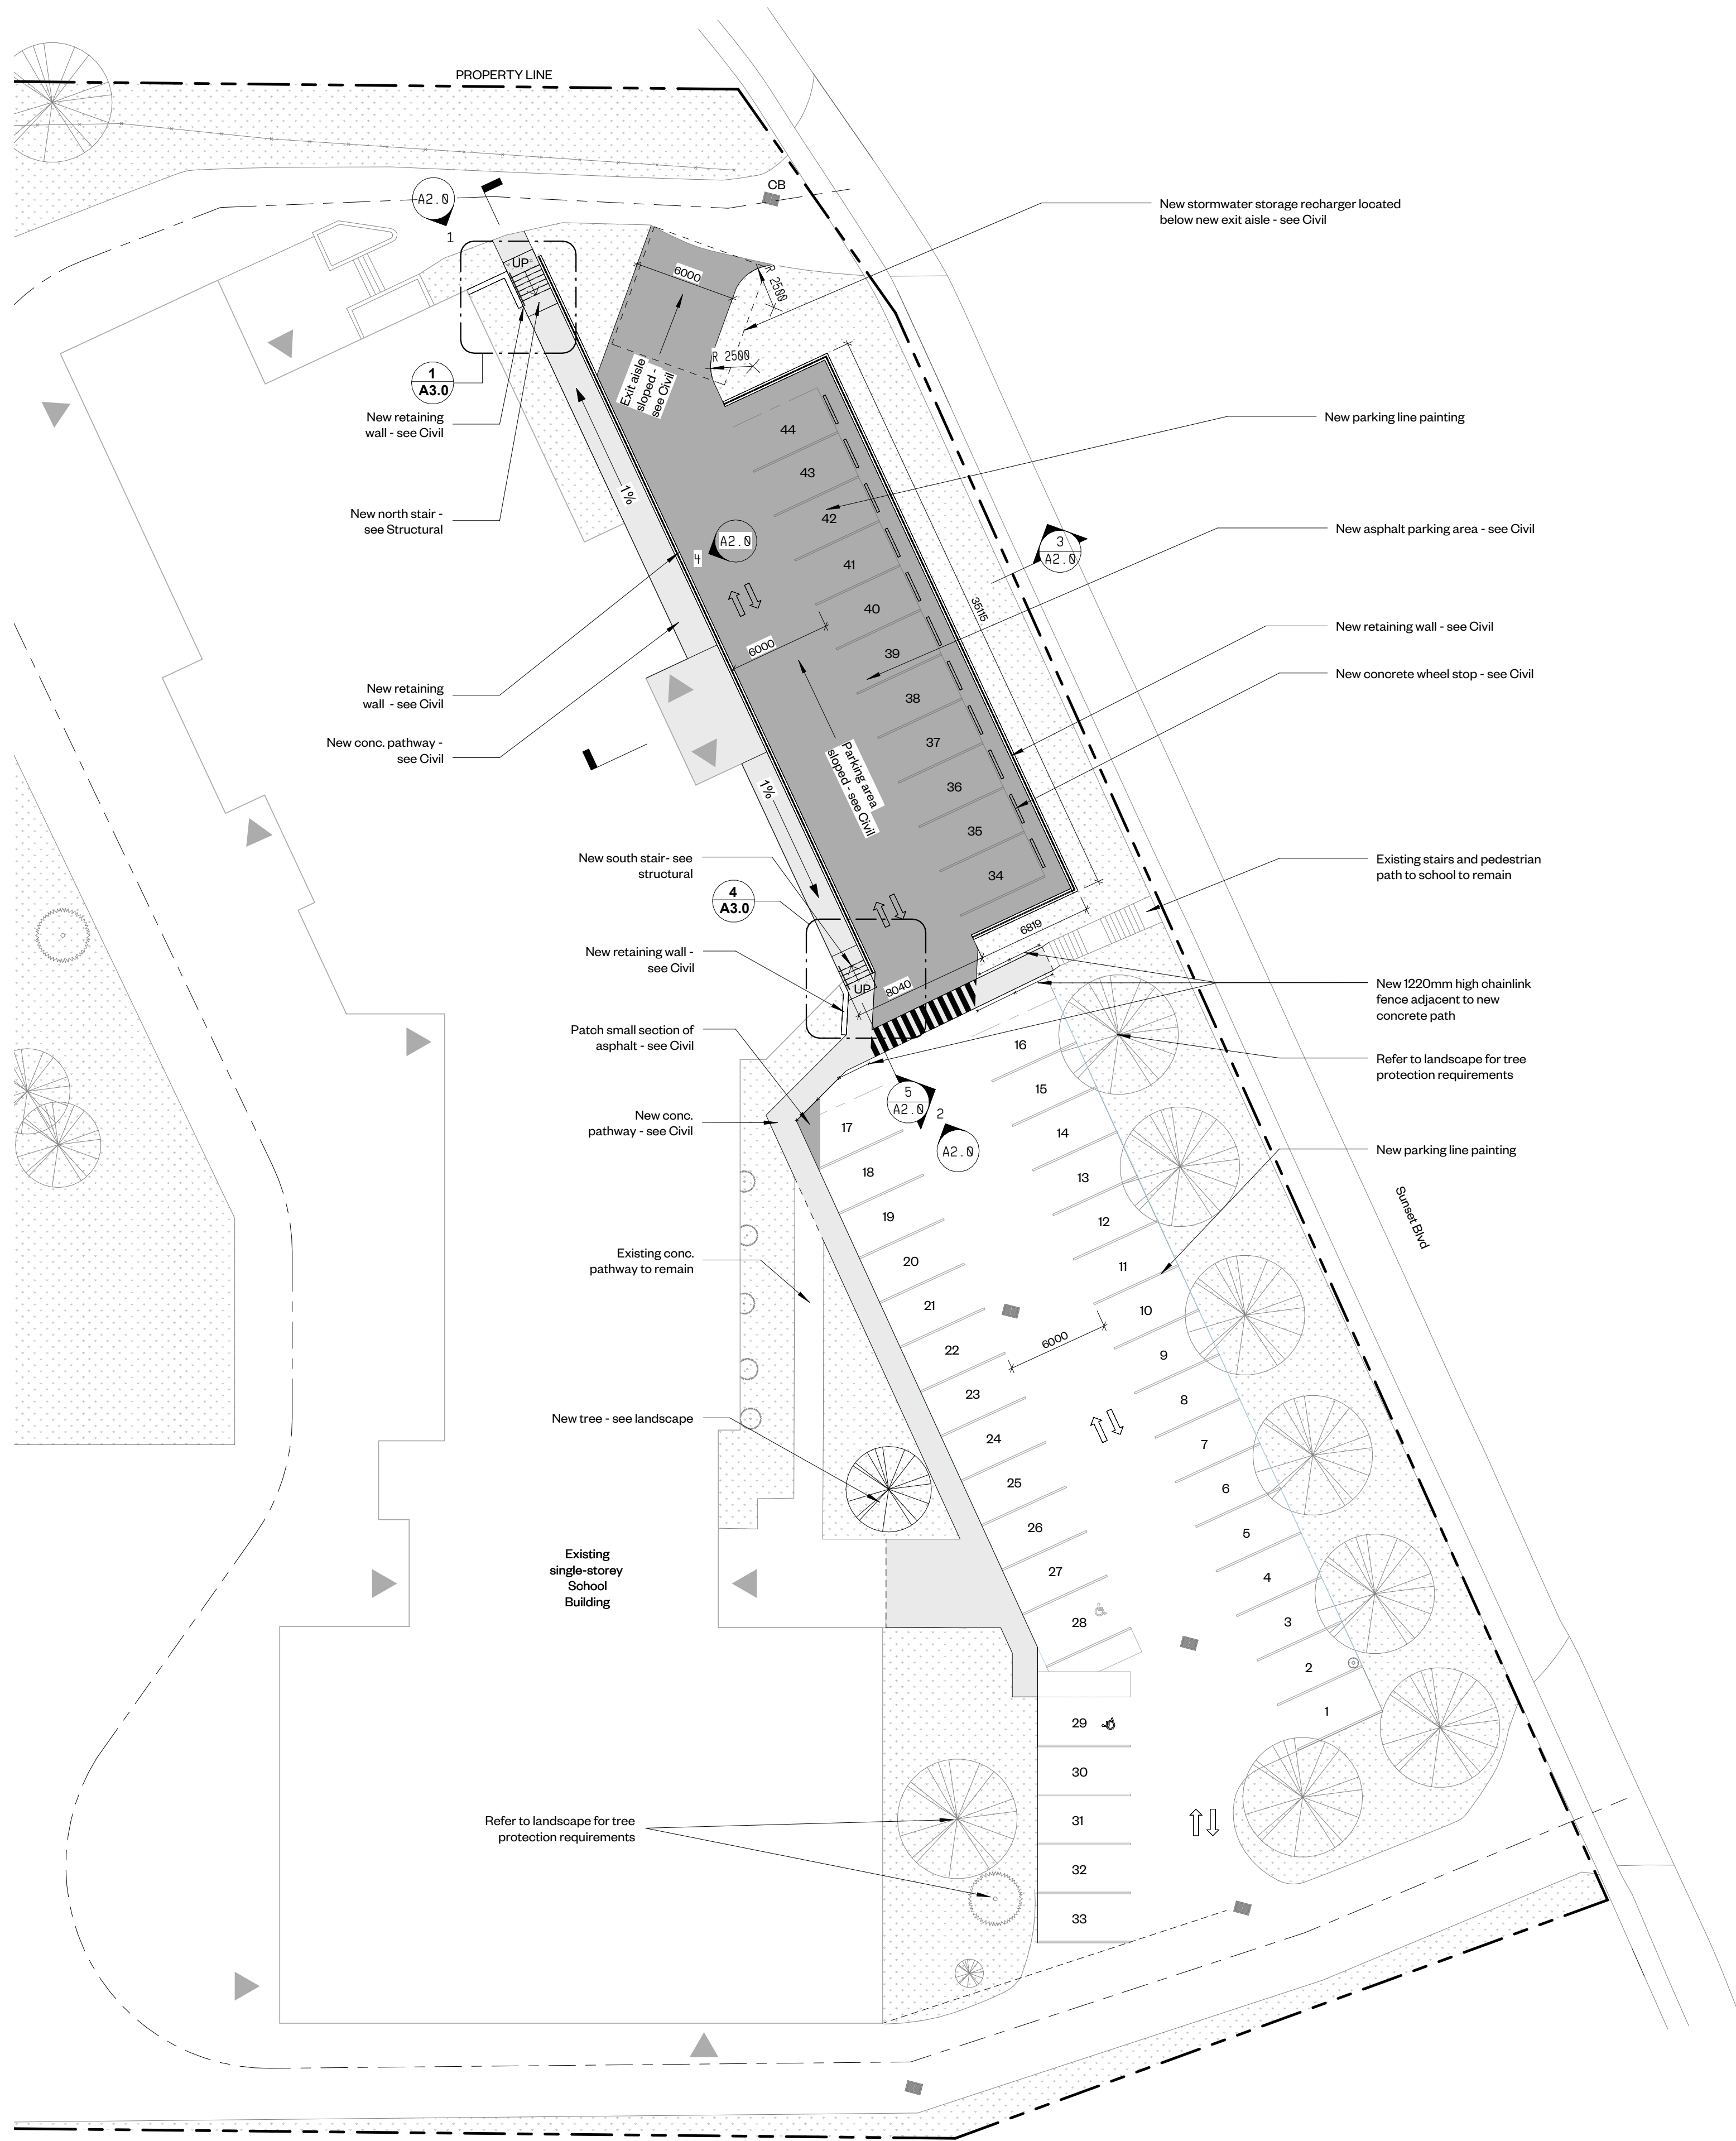 PROPERTY LINE
CB
A2.0
1
New stormwater storage recharger located
below new exit aisle - see Civil
UP
6000
R 2500
R 2500
Exit aisle
sloped -
see Civil
1
A3.0
New retaining
wall - see Civil
New parking line painting
44
43
42
41
40
39
38
37
36
35
34
1%
New north stair -
see Structural
A2.0
4
3
A2.0
New asphalt parking area - see Civil
35115
6000
New retaining wall - see Civil
New concrete wheel stop - see Civil
New retaining
wall - see Civil
New conc. pathway -
see Civil
Parking area
sloped - see Civil
1%
New south stair- see
structural
4
A3.0
Existing stairs and pedestrian
path to school to remain
6819
8040
UP
New retaining wall -
see Civil
New 1220mm high chainlink
fence adjacent to new
concrete path
Patch small section of
asphalt - see Civil
Refer to landscape for tree
protection requirements
5
A2.0
2
A2.0
New conc.
pathway - see Civil
New parking line painting
Sunset Blvd
16
15
14
13
12
11
10
9
8
7
6
5
4
3
2
1
17
18
19
20
21
22
23
24
25
26
27
28
29
30
31
32
33
6000
Existing conc.
pathway to remain
New tree - see landscape
Existing
single-storey
School
Building
Refer to landscape for tree
protection requirements